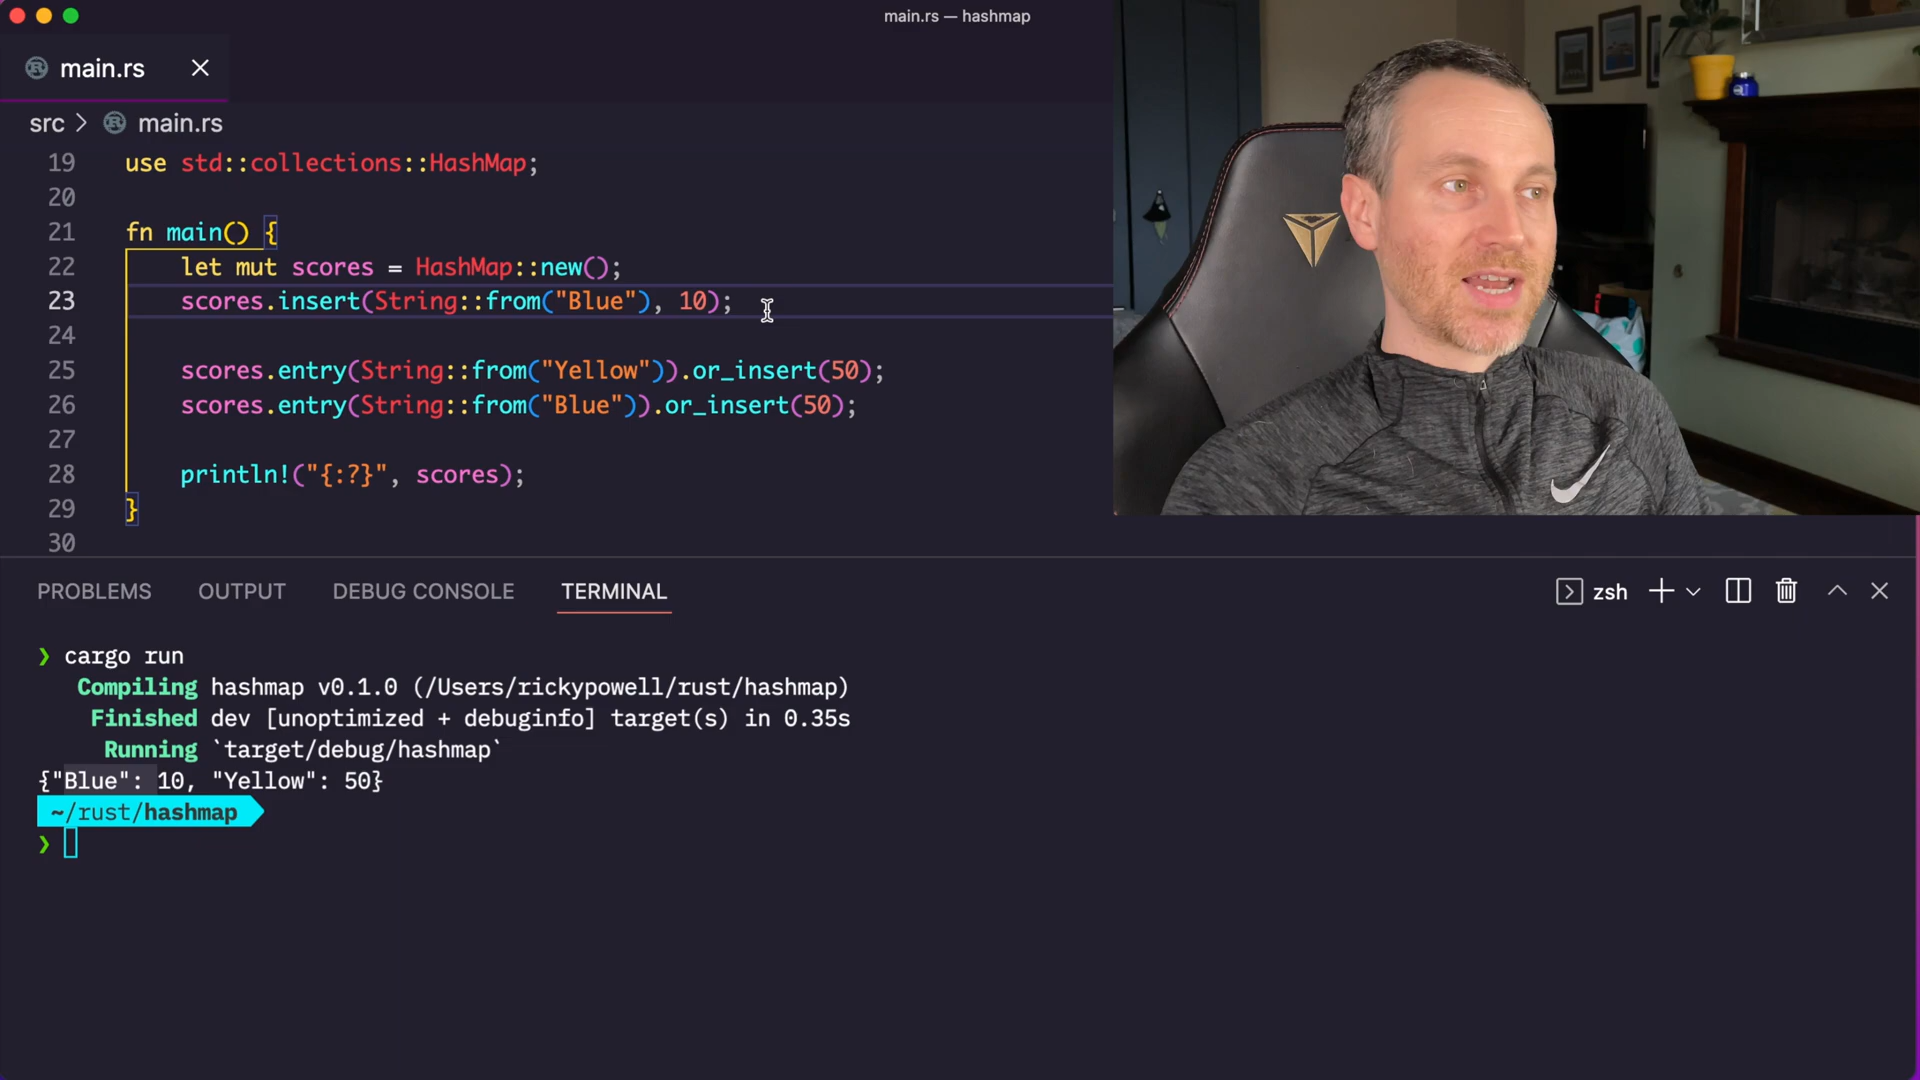 main.rs — hashmap
main.rs
src > main.rs
19 use std::collections::HashMap;
20
21 fn main() {
22 let mut scores = HashMap::new();
23 scores.insert(String::from("Blue"), 10);
24
25 scores.entry(String::from("Yellow")).or_insert(50);
26 scores.entry(String::from("Blue")).or_insert(50);
27
28 println!("{:?}", scores);
29 }
30
PROBLEMS OUTPUT DEBUG CONSOLE TERMINAL zsh
❯ cargo run
Compiling hashmap v0.1.0 (/Users/rickypowell/rust/hashmap)
Finished dev [unoptimized + debuginfo] target(s) in 0.35s
Running `target/debug/hashmap`
{"Blue": 10, "Yellow": 50}
~/rust/hashmap
❯